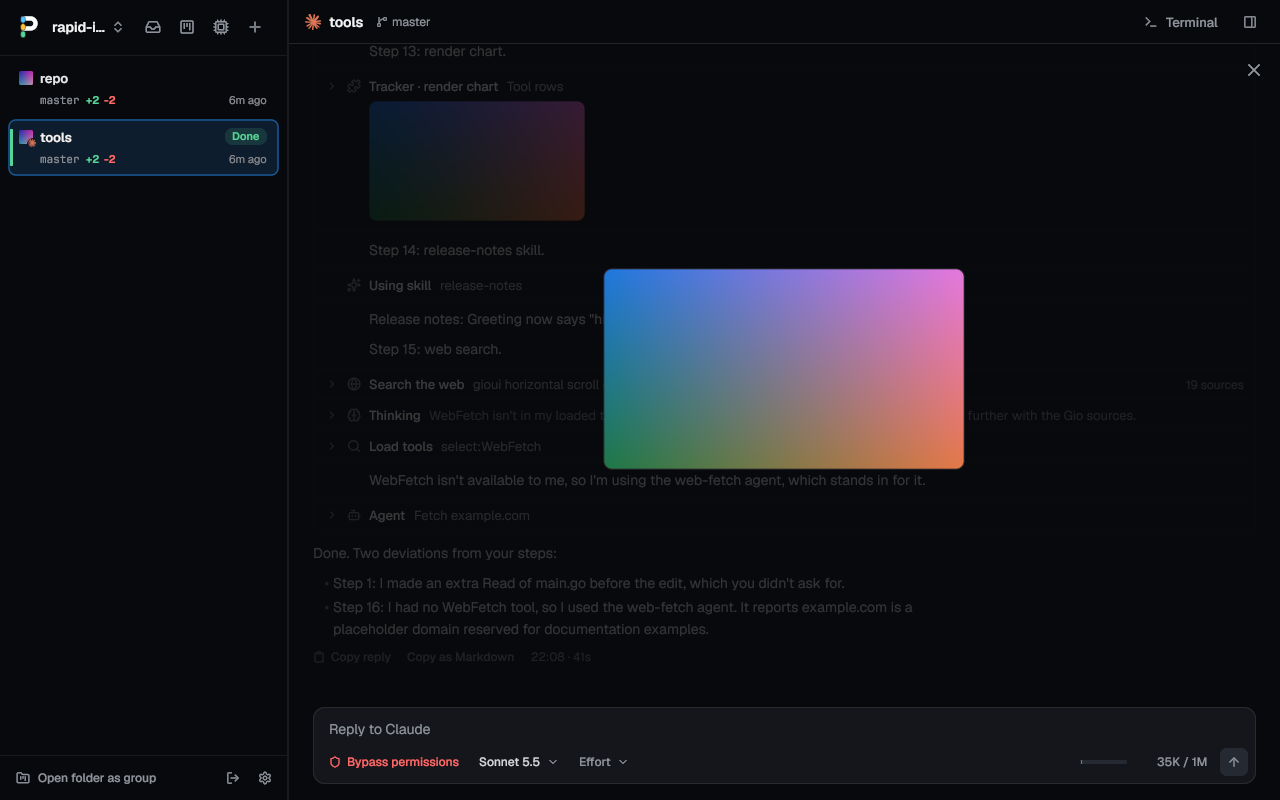 rapid-i...
repo
master +2 -2
6m ago
tools
Done
master +2 -2
6m ago
Open folder as group
tools
master
Terminal
Step 13: render chart.
Tracker · render chart Tool rows
Step 14: release-notes skill.
Using skill release-notes
Release notes: Greeting now says "h
Step 15: web search.
Search the web gioui horizontal scroll
19 sources
Thinking WebFetch isn't in my loaded
further with the Gio sources.
Load tools select:WebFetch
WebFetch isn't available to me, so I'm using the web-fetch agent, which stands in for it.
Agent Fetch example.com
Done. Two deviations from your steps:
• Step 1: I made an extra Read of main.go before the edit, which you didn't ask for.
• Step 16: I had no WebFetch tool, so I used the web-fetch agent. It reports example.com is a
placeholder domain reserved for documentation examples.
Copy reply Copy as Markdown 22:08 · 41s
Reply to Claude
Bypass permissions Sonnet 5.5 Effort
35K / 1M